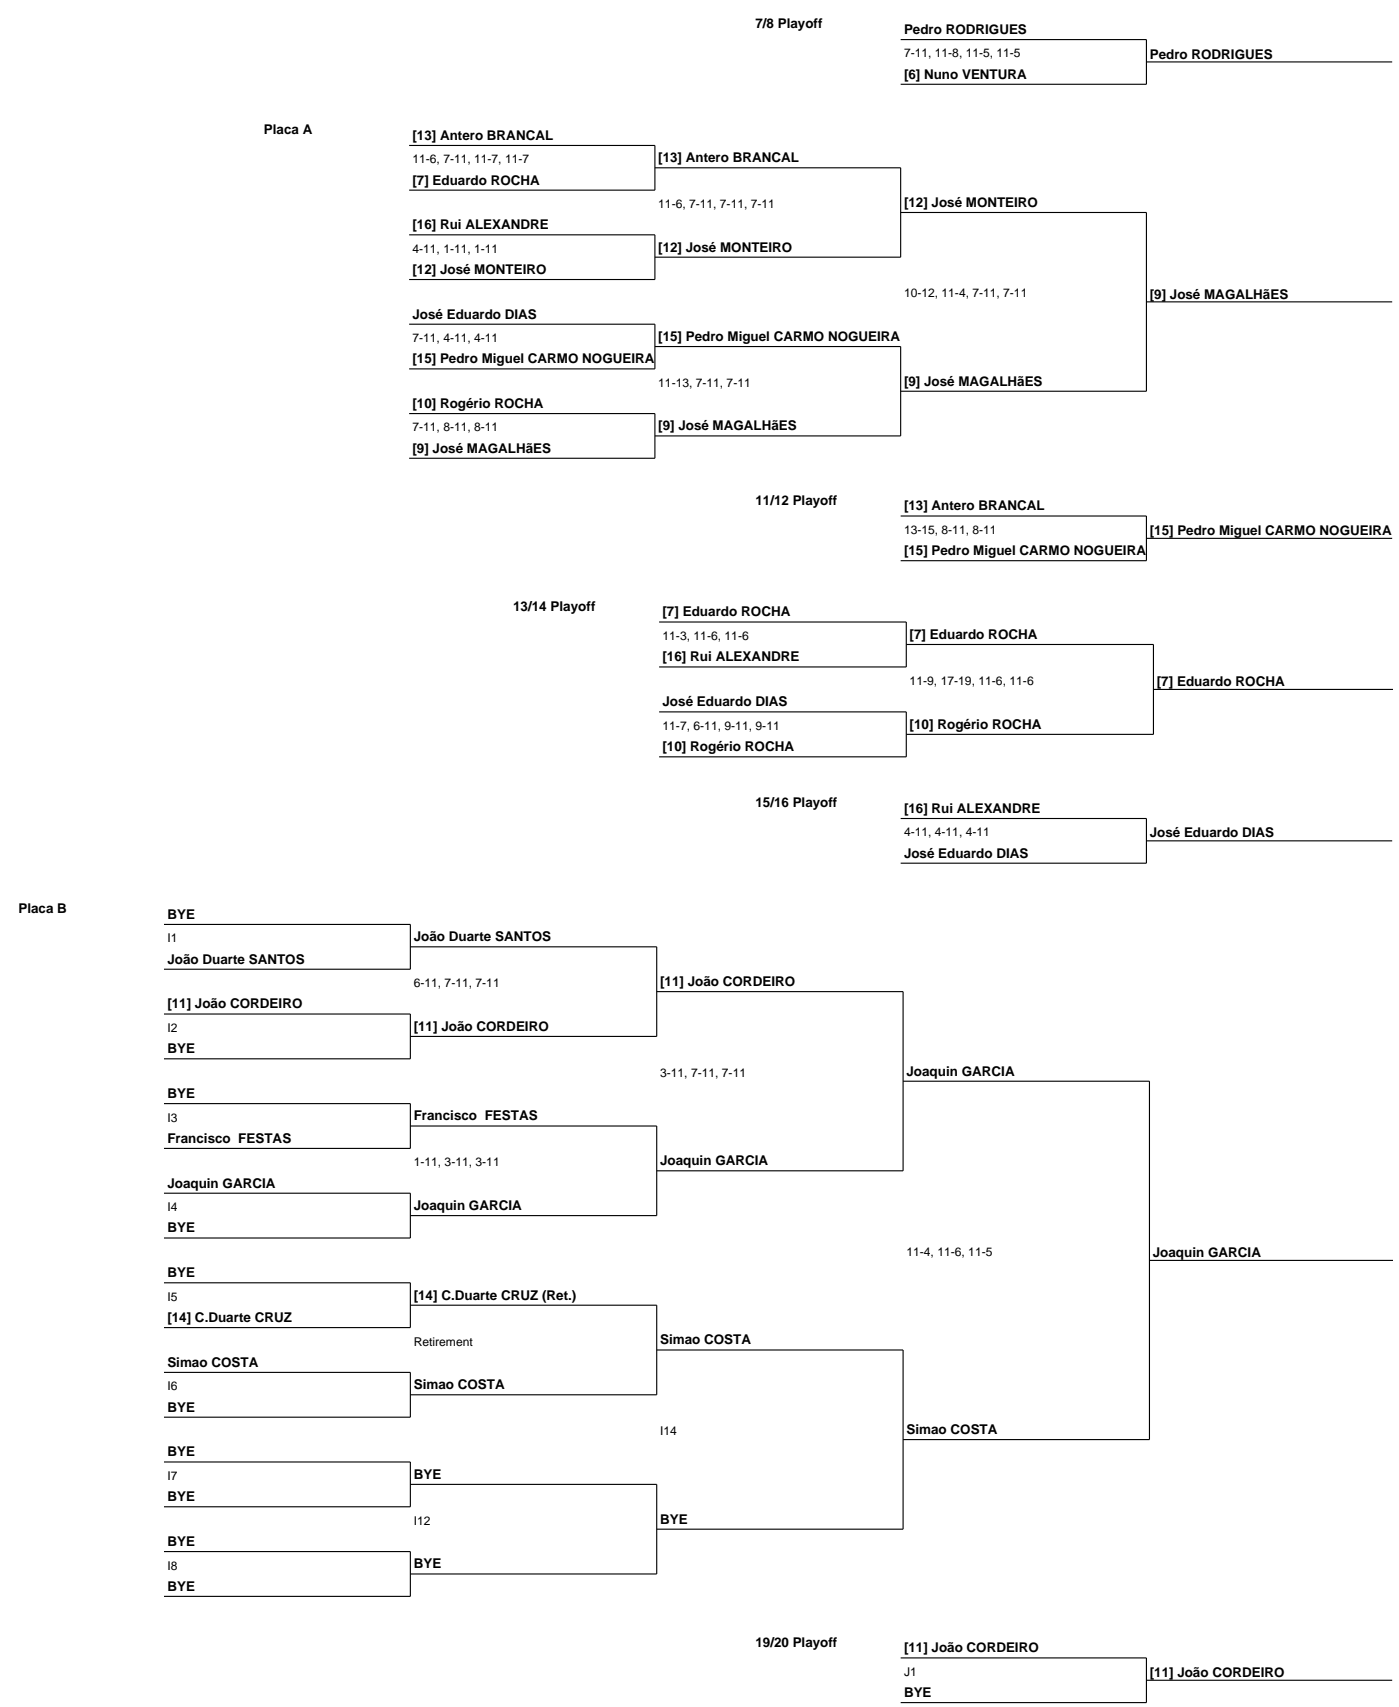 7/8 Playoff
Pedro RODRIGUES
7-11, 11-8, 11-5, 11-5
Pedro RODRIGUES
[6] Nuno VENTURA
Placa A
[13] Antero BRANCAL
11-6, 7-11, 11-7, 11-7
[13] Antero BRANCAL
[7] Eduardo ROCHA
11-6, 7-11, 7-11, 7-11
[12] José MONTEIRO
[16] Rui ALEXANDRE
4-11, 1-11, 1-11
[12] José MONTEIRO
[12] José MONTEIRO
10-12, 11-4, 7-11, 7-11
[9] José MAGALHãES
José Eduardo DIAS
7-11, 4-11, 4-11
[15] Pedro Miguel CARMO NOGUEIRA
[15] Pedro Miguel CARMO NOGUEIRA
11-13, 7-11, 7-11
[9] José MAGALHãES
[10] Rogério ROCHA
7-11, 8-11, 8-11
[9] José MAGALHãES
[9] José MAGALHãES
11/12 Playoff
[13] Antero BRANCAL
13-15, 8-11, 8-11
[15] Pedro Miguel CARMO NOGUEIRA
[15] Pedro Miguel CARMO NOGUEIRA
13/14 Playoff
[7] Eduardo ROCHA
11-3, 11-6, 11-6
[7] Eduardo ROCHA
[16] Rui ALEXANDRE
11-9, 17-19, 11-6, 11-6
[7] Eduardo ROCHA
José Eduardo DIAS
11-7, 6-11, 9-11, 9-11
[10] Rogério ROCHA
[10] Rogério ROCHA
15/16 Playoff
[16] Rui ALEXANDRE
4-11, 4-11, 4-11
José Eduardo DIAS
José Eduardo DIAS
Placa B
BYE
I1
João Duarte SANTOS
João Duarte SANTOS
6-11, 7-11, 7-11
[11] João CORDEIRO
[11] João CORDEIRO
I2
[11] João CORDEIRO
BYE
3-11, 7-11, 7-11
Joaquin GARCIA
BYE
I3
Francisco  FESTAS
Francisco  FESTAS
1-11, 3-11, 3-11
Joaquin GARCIA
Joaquin GARCIA
I4
Joaquin GARCIA
BYE
11-4, 11-6, 11-5
Joaquin GARCIA
BYE
I5
[14] C.Duarte CRUZ (Ret.)
[14] C.Duarte CRUZ
Retirement
Simao COSTA
Simao COSTA
I6
Simao COSTA
BYE
I14
Simao COSTA
BYE
I7
BYE
BYE
I12
BYE
BYE
I8
BYE
BYE
19/20 Playoff
[11] João CORDEIRO
J1
[11] João CORDEIRO
BYE